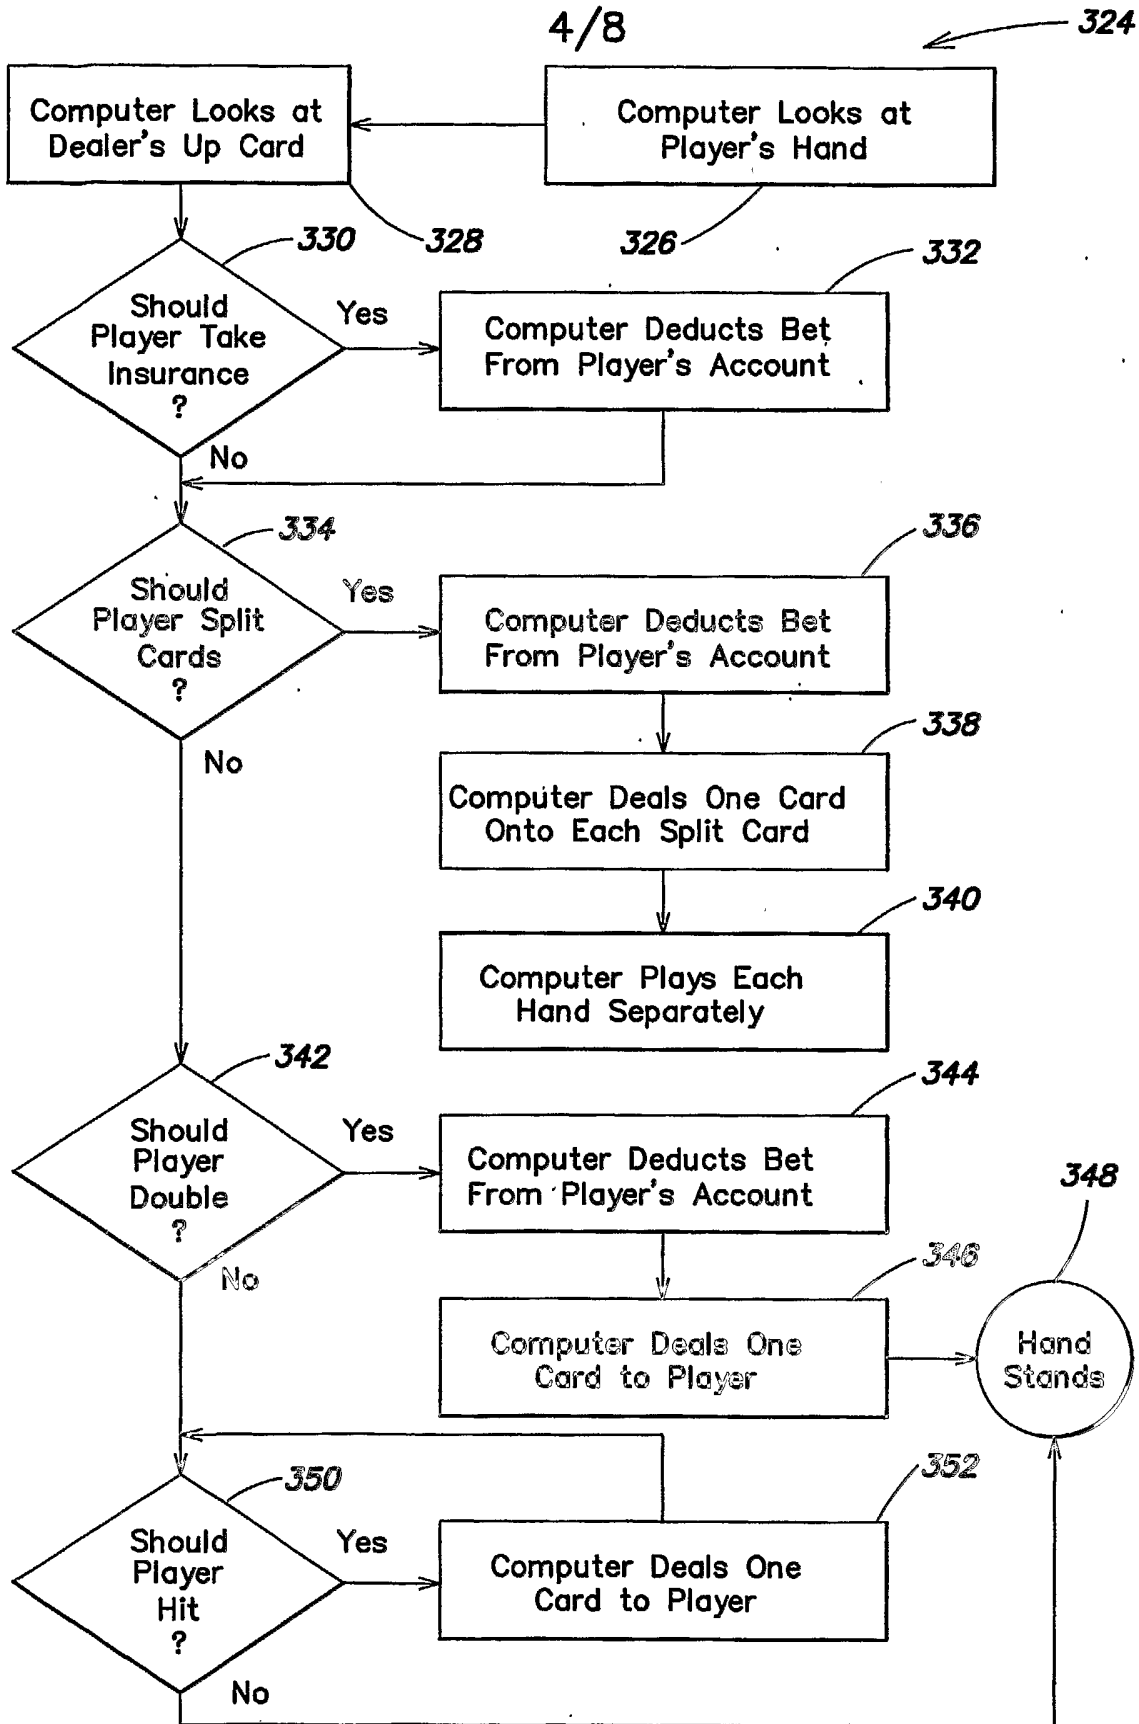 4/8
324
Computer Looks at
Dealer's Up Card
Computer Looks at
Player's Hand
328
326
330
332
Should
Player Take
Insurance
?
Yes
Computer Deducts Bet
From Player's Account
No
334
336
Should
Player Split
Cards
?
Yes
Computer Deducts Bet
From Player's Account
No
338
Computer Deals One Card
Onto Each Split Card
340
Computer Plays Each
Hand Separately
342
344
Should
Player
Double
?
Yes
Computer Deducts Bet
From Player's Account
348
No
346
Computer Deals One
Card to Player
Hand
Stands
350
352
Should
Player
Hit
?
Yes
Computer Deals One
Card to Player
No